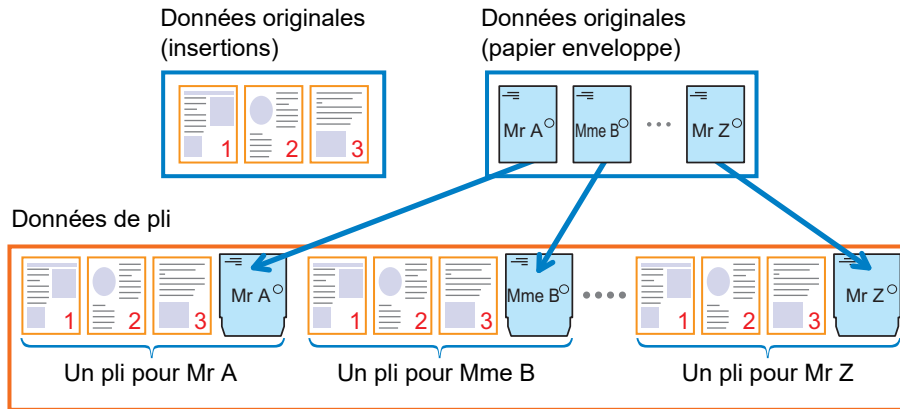 Données originales
(insertions)
Données originales
(papier enveloppe)
1 2 3
Mr A Mme B Mr Z
Données de pli
1 2 3 Mr A 1 2 3 Mme B 1 2 3 Mr Z
Un pli pour Mr A Un pli pour Mme B Un pli pour Mr Z